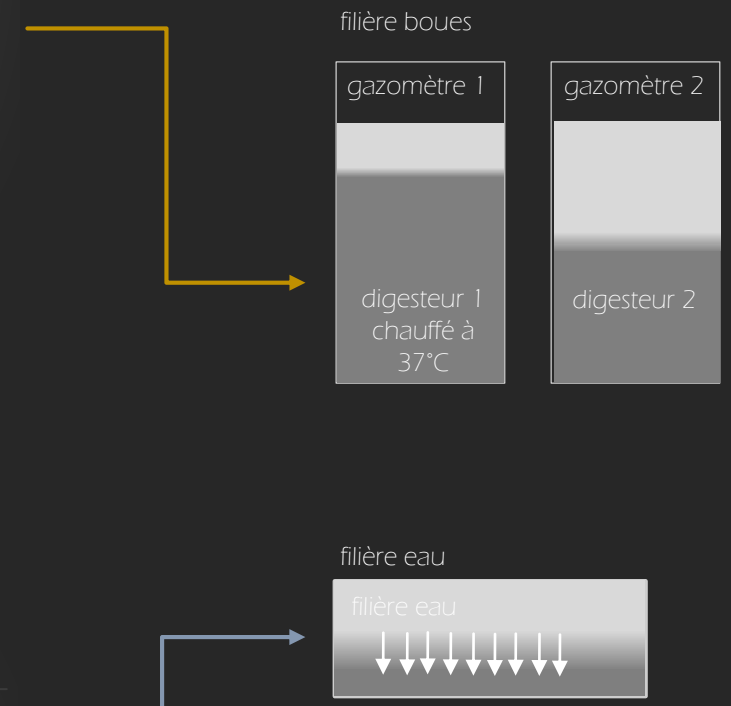 filière boues
gazomètre 1
gazomètre 2
digesteur 1
chauffé à
37°C
digesteur 2
filière eau
filière eau